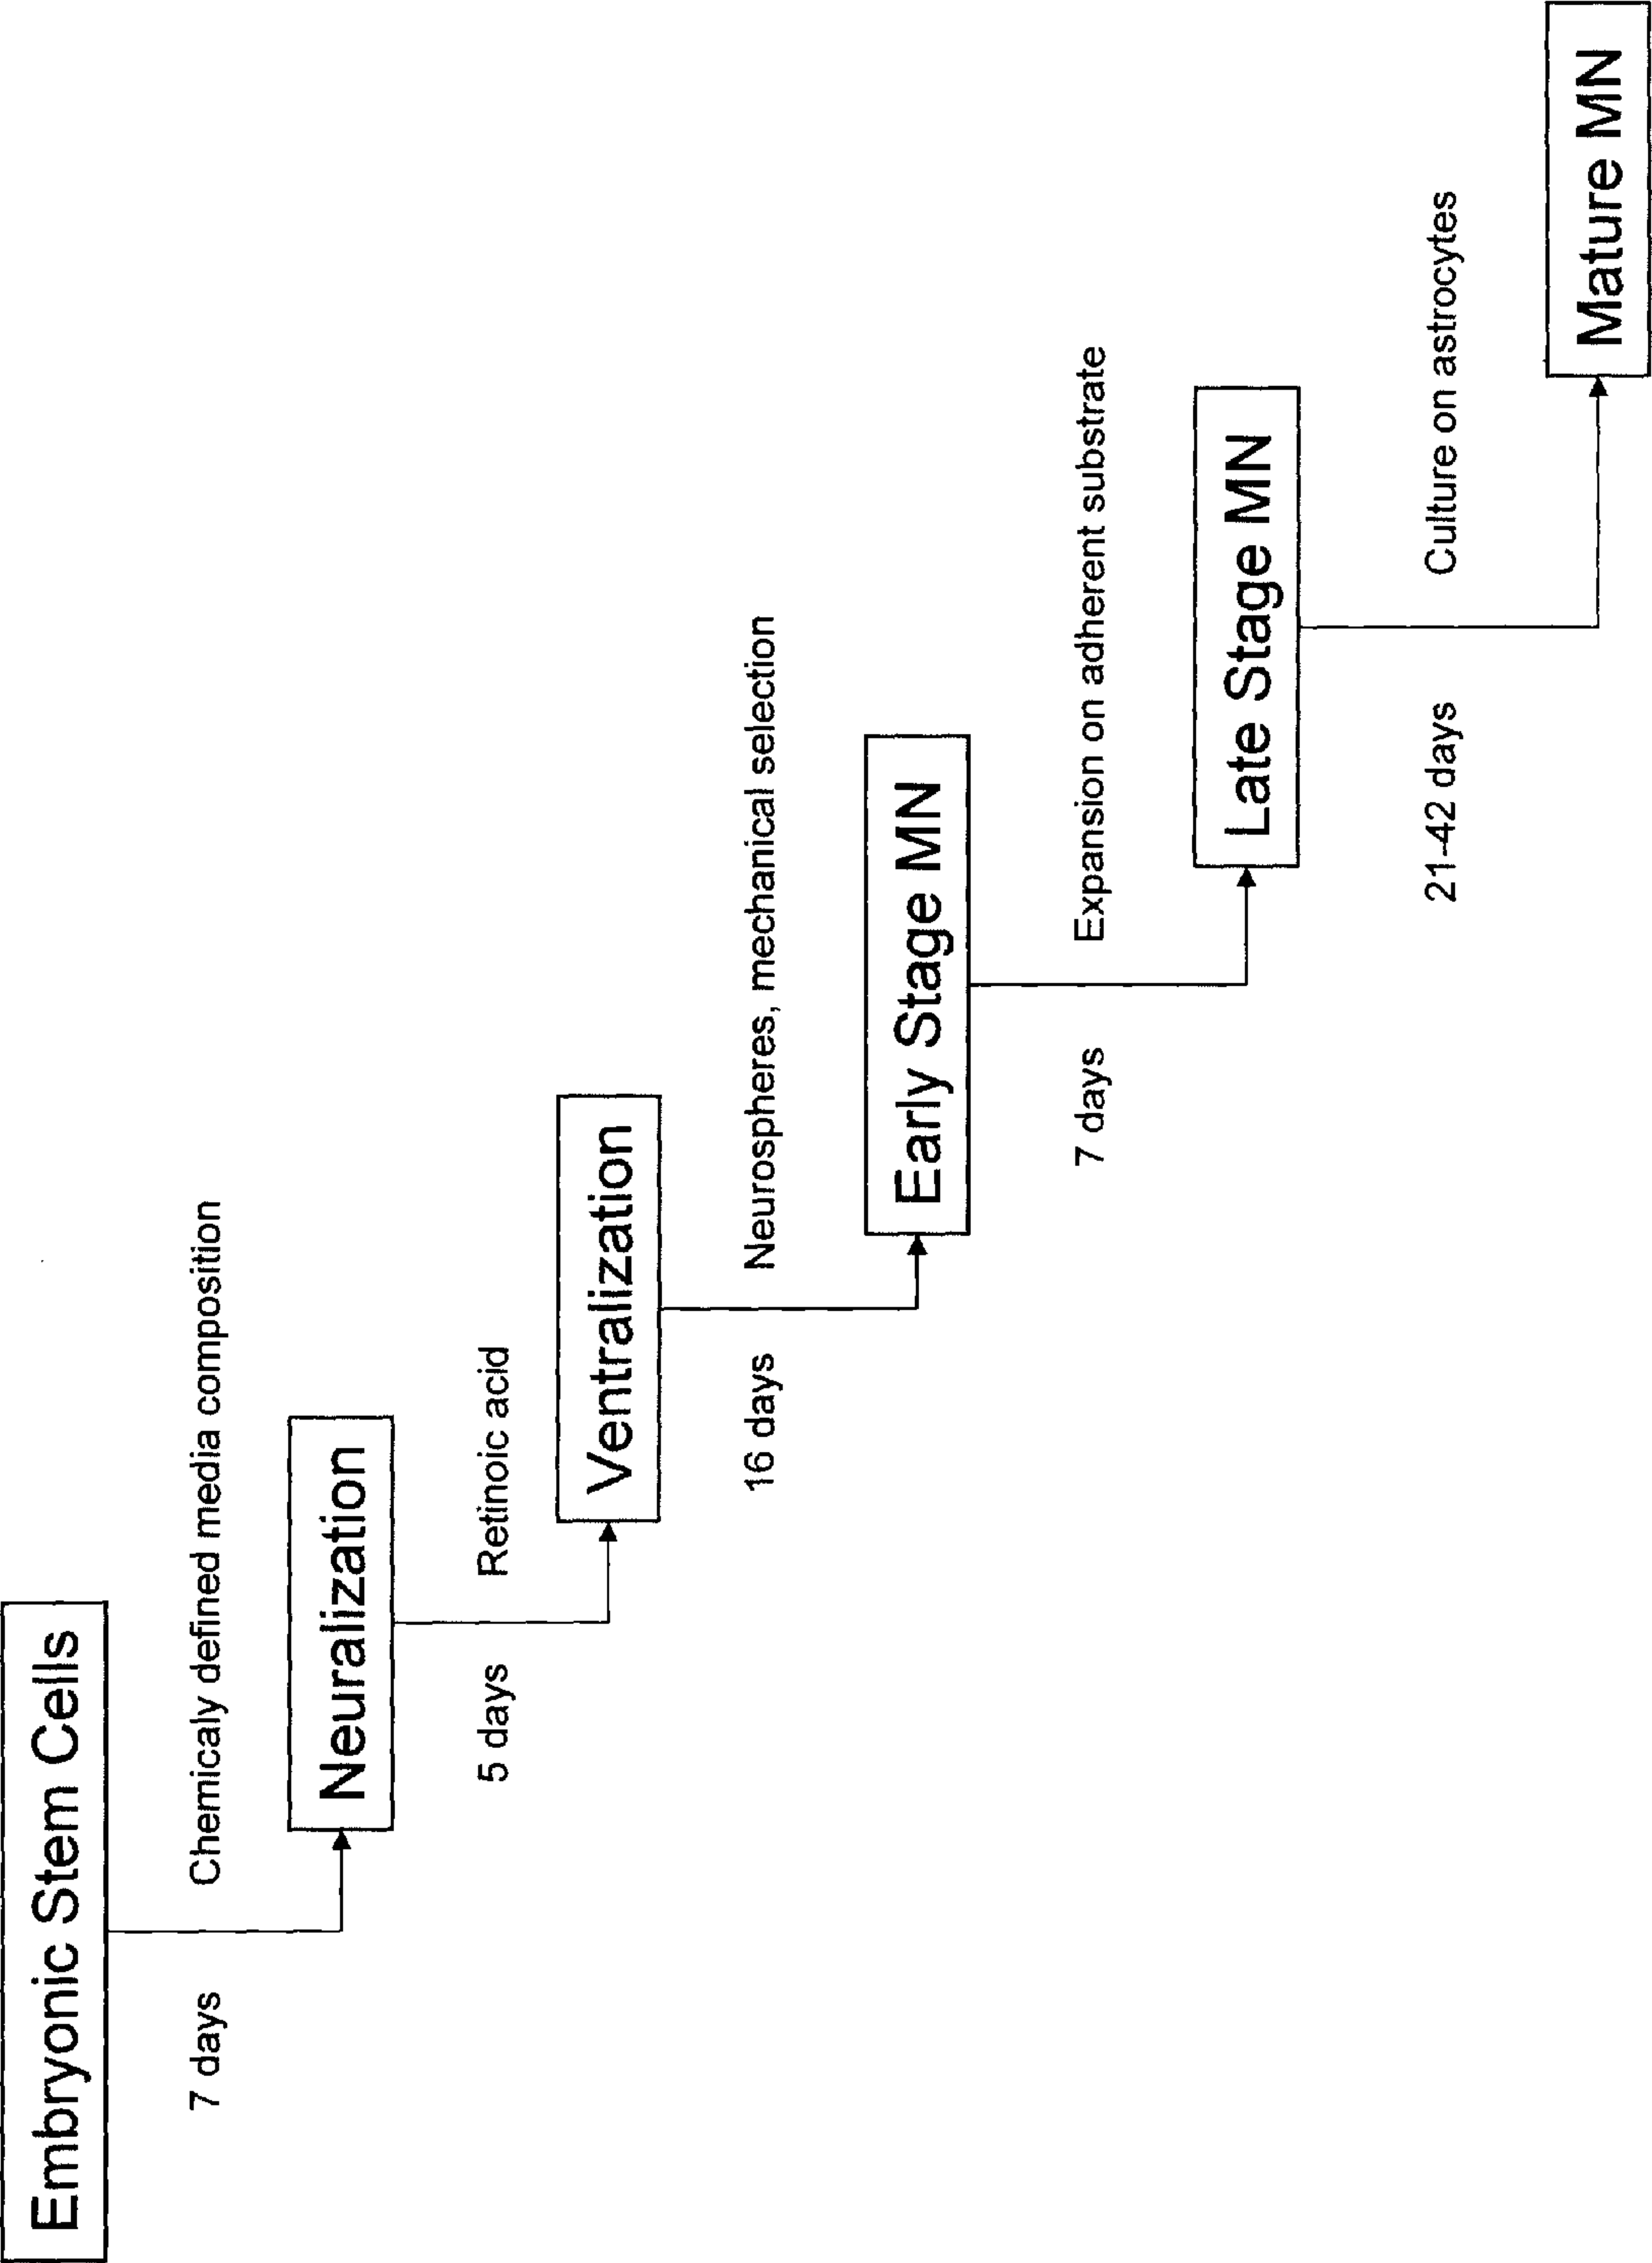 Embryonic Stem Cells
7 days
Chemicaly defined media composition
Neuralization
5 days
Retinoic acid
Ventralization
16 days
Neurospheres, mechanical selection
Early Stage MN
7 days
Expansion on adherent substrate
Late Stage MN
21-42 days
Culture on astrocytes
Mature MN